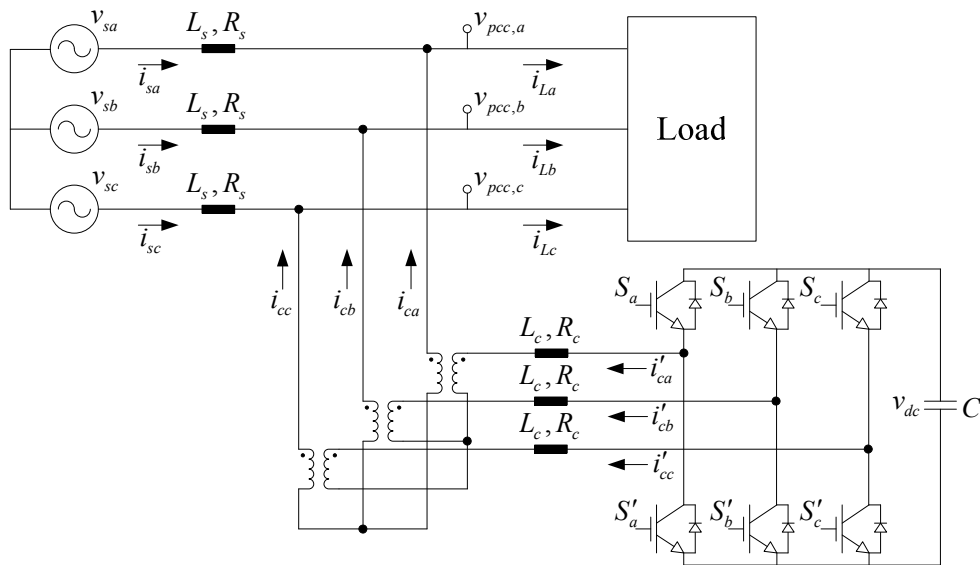 v_sa
L_s, R_s
v_pcc,a
i_sa
i_La
v_sb
L_s, R_s
v_pcc,b
Load
i_sb
i_Lb
v_sc
L_s, R_s
v_pcc,c
i_sc
i_Lc
i_cc
i_cb
i_ca
S_a
S_b
S_c
L_c, R_c
i'_ca
L_c, R_c
v_dc
C
i'_cb
L_c, R_c
i'_cc
S'_a
S'_b
S'_c